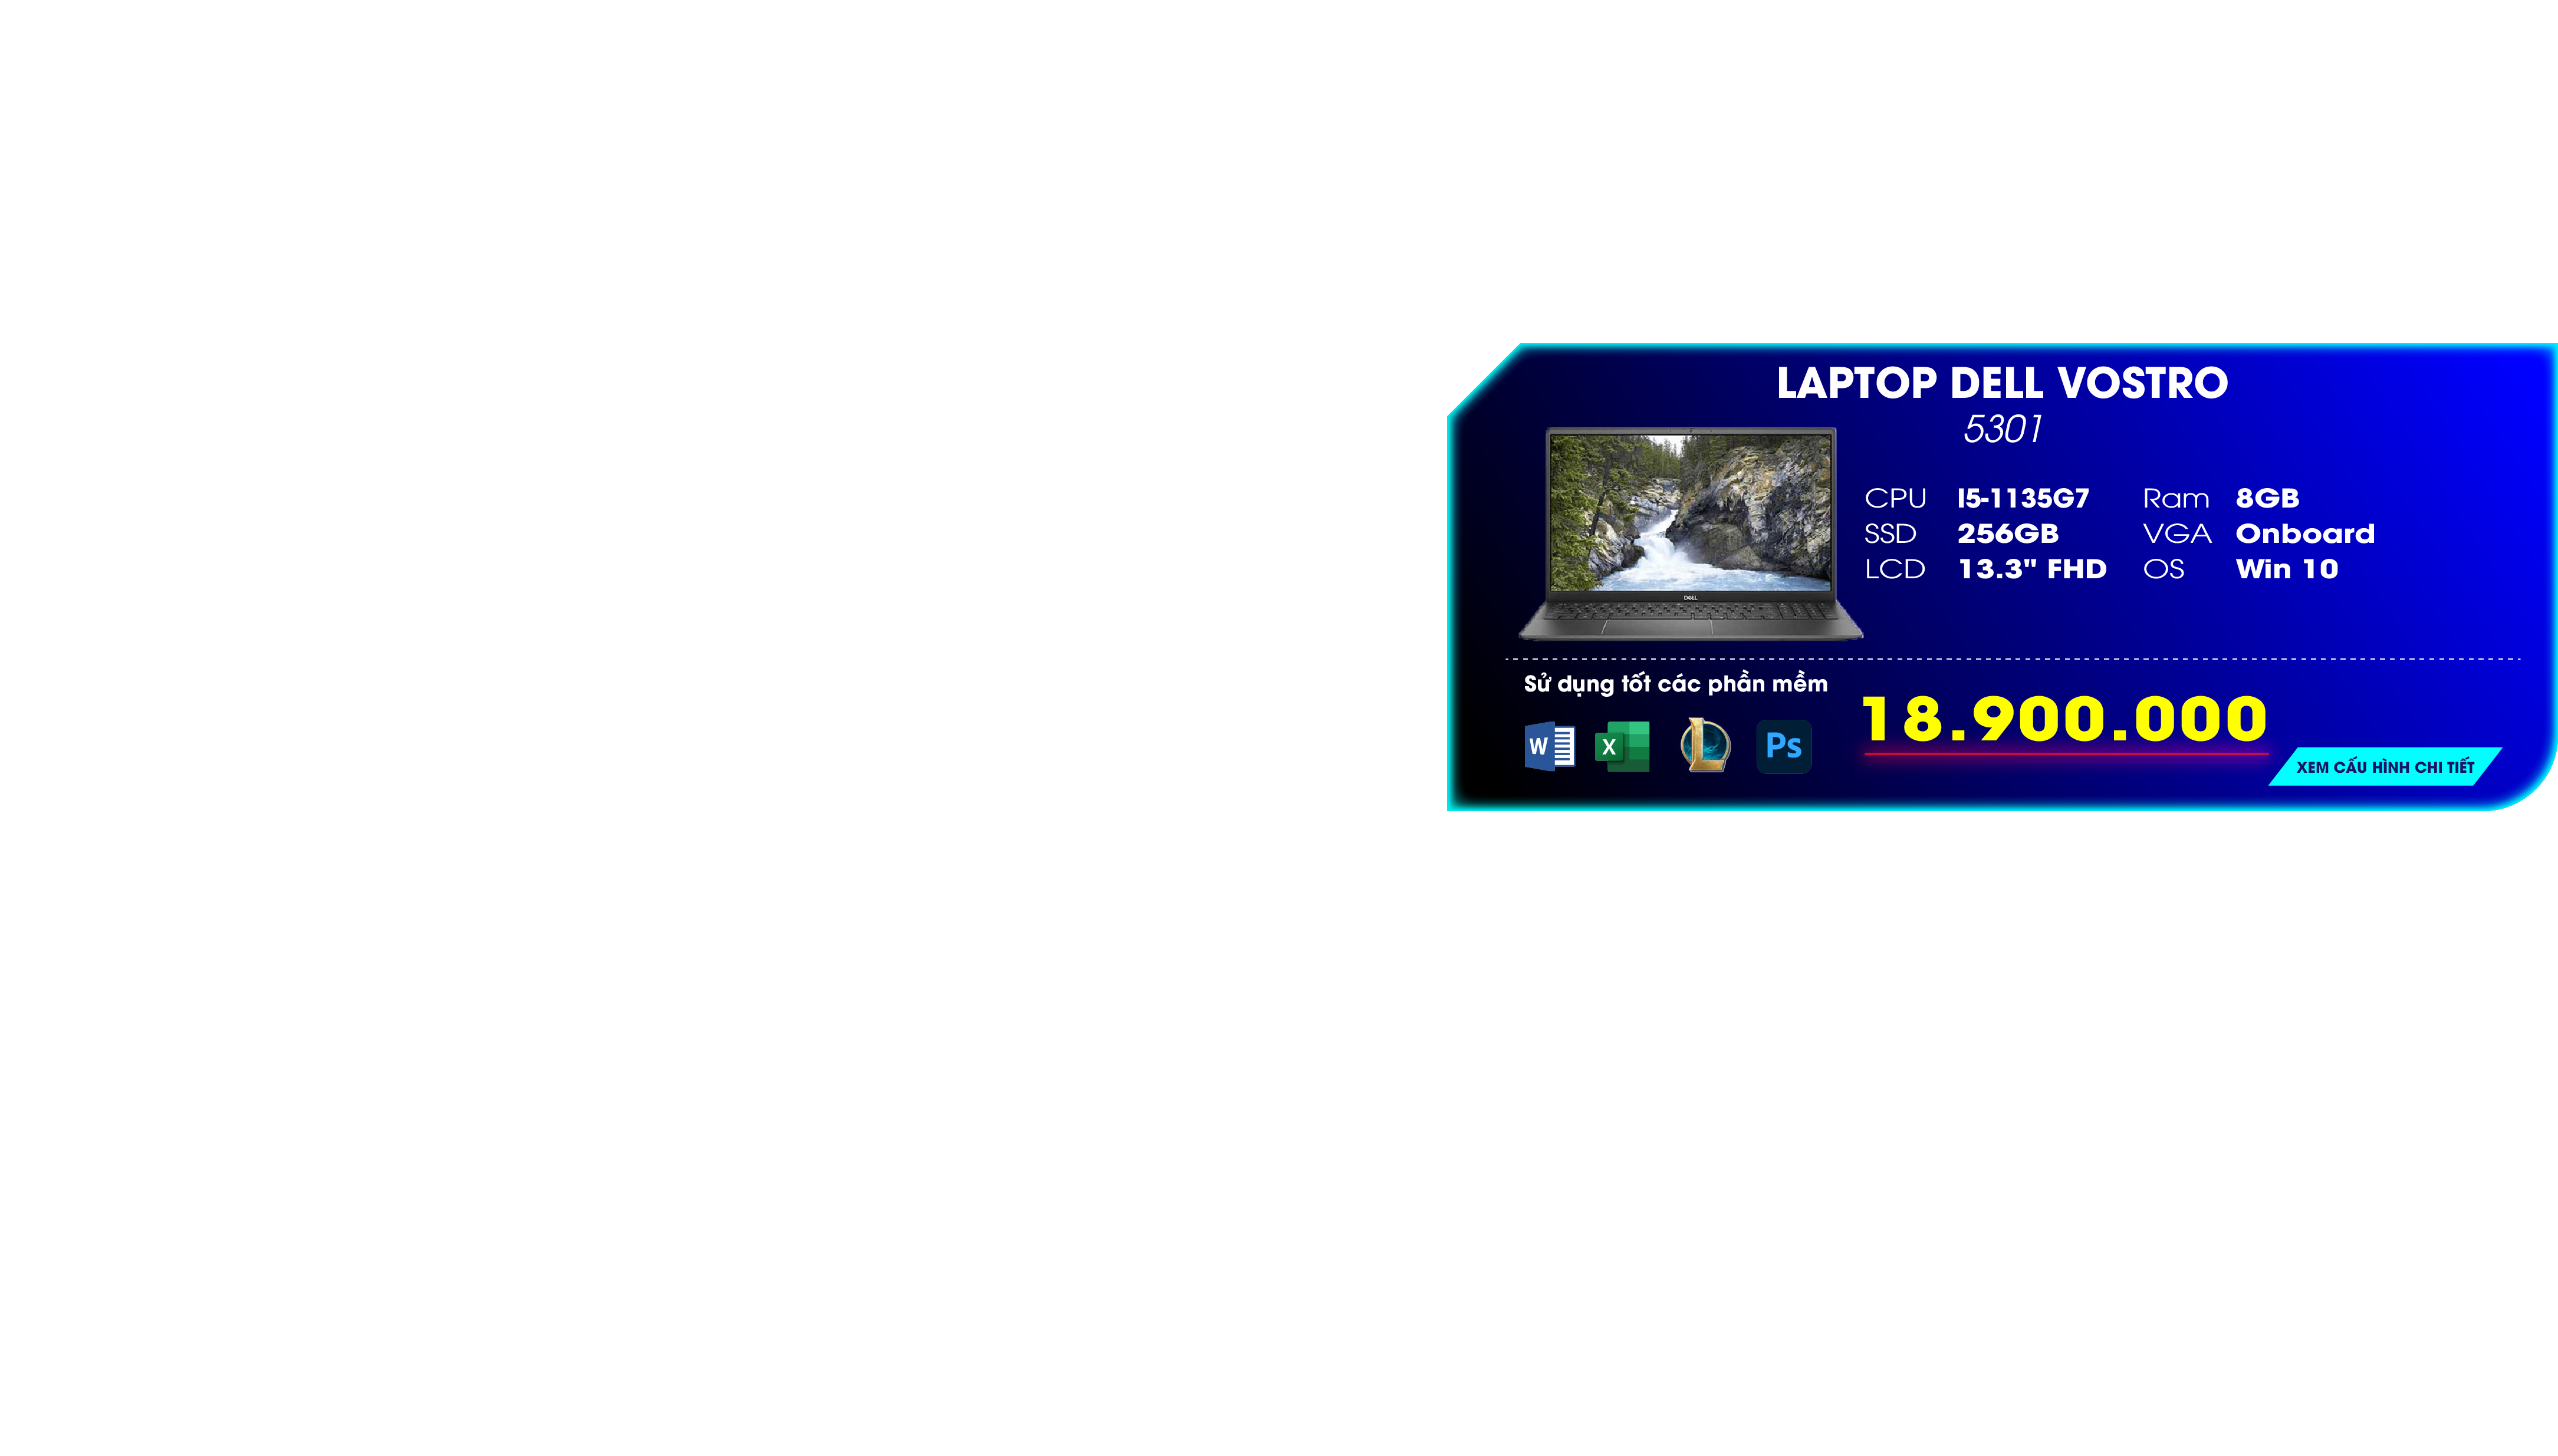 LAPTOP DELL VOSTRO
5301
CPU I5-1135G7 Ram 8GB
SSD 256GB VGA Onboard
LCD 13.3" FHD OS Win 10
DELL
Sử dụng tốt các phần mềm
18.900.000
W X L Ps
XEM CẤU HÌNH CHI TIẾT